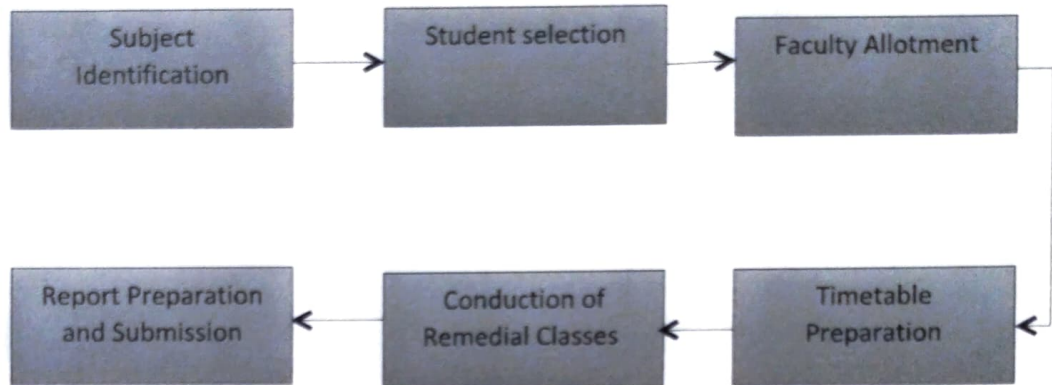 Subject
Identification
Student selection
Faculty Allotment
Timetable
Preparation
Conduction of
Remedial Classes
Report Preparation
and Submission